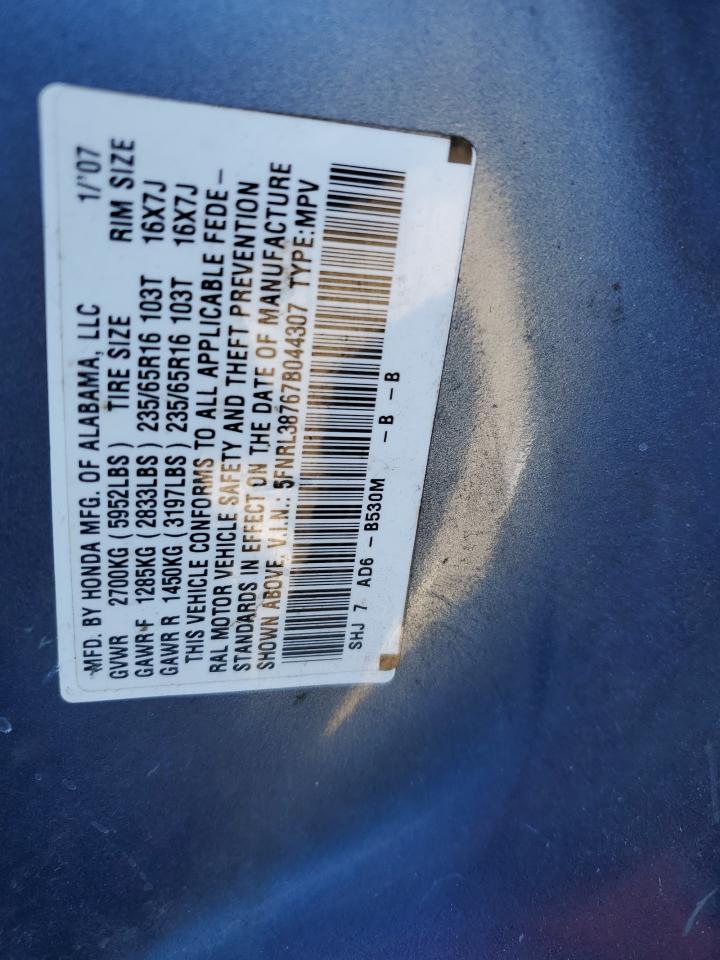 MFD. BY HONDA MFG. OF ALABAMA, LLC 1/'07
GVWR 2700KG (5952LBS) TIRE SIZE RIM SIZE
GAWR F 1285KG (2833LBS) 235/65R16 103T 16X7J
GAWR R 1450KG (3197LBS) 235/65R16 103T 16X7J
THIS VEHICLE CONFORMS TO ALL APPLICABLE FEDE-
RAL MOTOR VEHICLE SAFETY AND THEFT PREVENTION
STANDARDS IN EFFECT ON THE DATE OF MANUFACTURE
SHOWN ABOVE. V.I.N.: 5FNRL38767B044307 TYPE:MPV
SHJ 7 AD6 - B530M - B - B